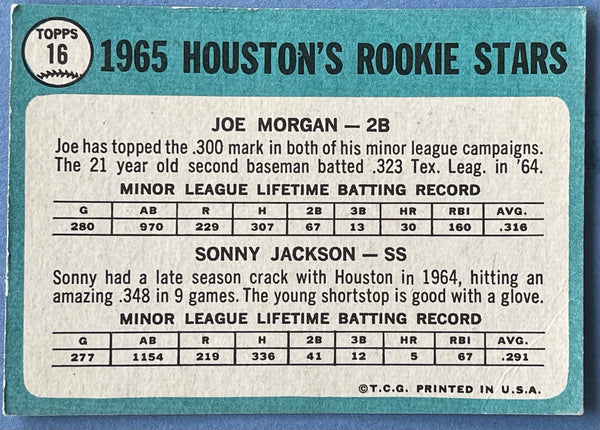 TOPPS
16
1965 HOUSTON'S ROOKIE STARS
JOE MORGAN — 2B
Joe has topped the .300 mark in both of his minor league campaigns.
The 21 year old second baseman batted .323 Tex. Leag. in '64.
MINOR LEAGUE LIFETIME BATTING RECORD
G AB R H 2B 3B HR RBI AVG.
280 970 229 307 67 13 30 160 .316
SONNY JACKSON — SS
Sonny had a late season crack with Houston in 1964, hitting an
amazing .348 in 9 games. The young shortstop is good with a glove.
MINOR LEAGUE LIFETIME BATTING RECORD
G AB R H 2B 3B HR RBI AVG.
277 1154 219 336 41 12 5 67 .291
©T.C.G. PRINTED IN U.S.A.